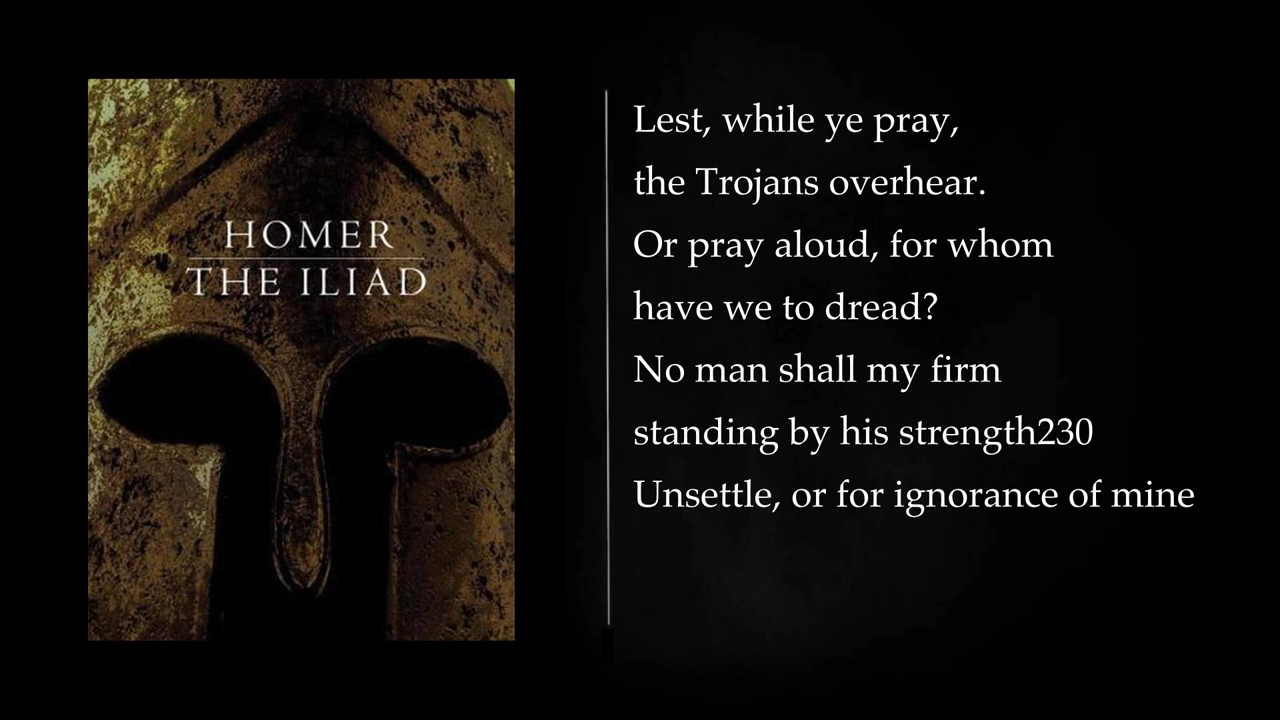 HOMER
THE ILIAD
Lest, while ye pray,
the Trojans overhear.
Or pray aloud, for whom
have we to dread?
No man shall my firm
standing by his strength230
Unsettle, or for ignorance of mine